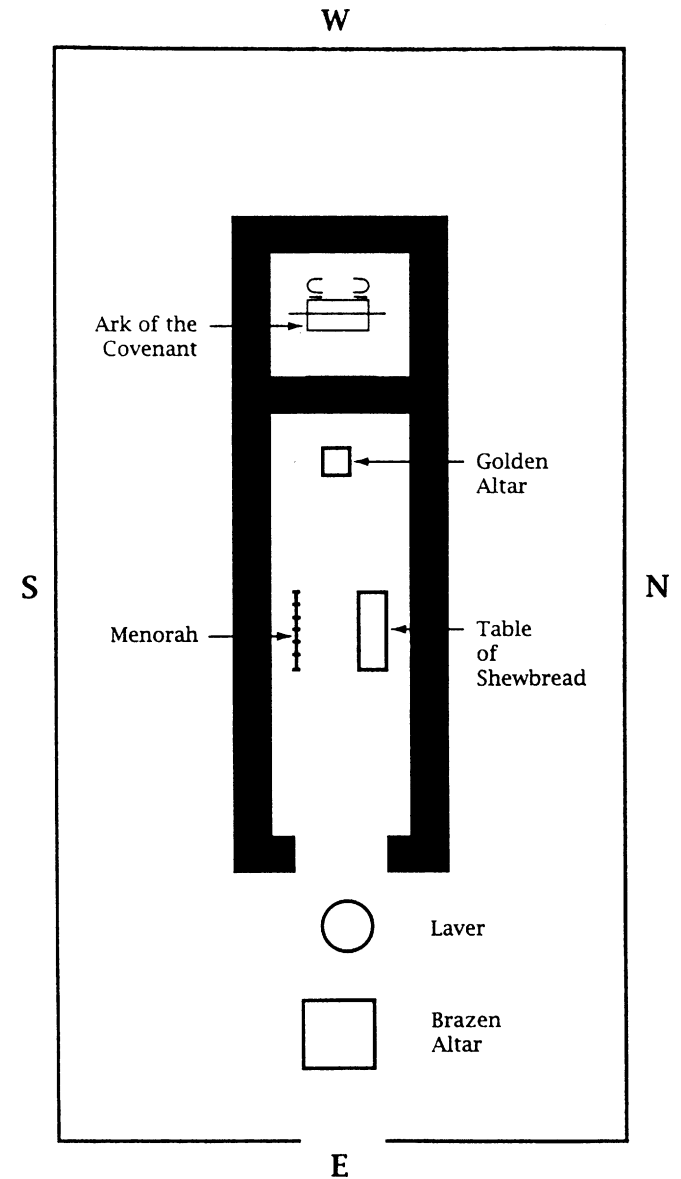 W
Ark of the
Covenant
Golden
Altar
S
N
Menorah
Table
of
Shewbread
Laver
Brazen
Altar
E